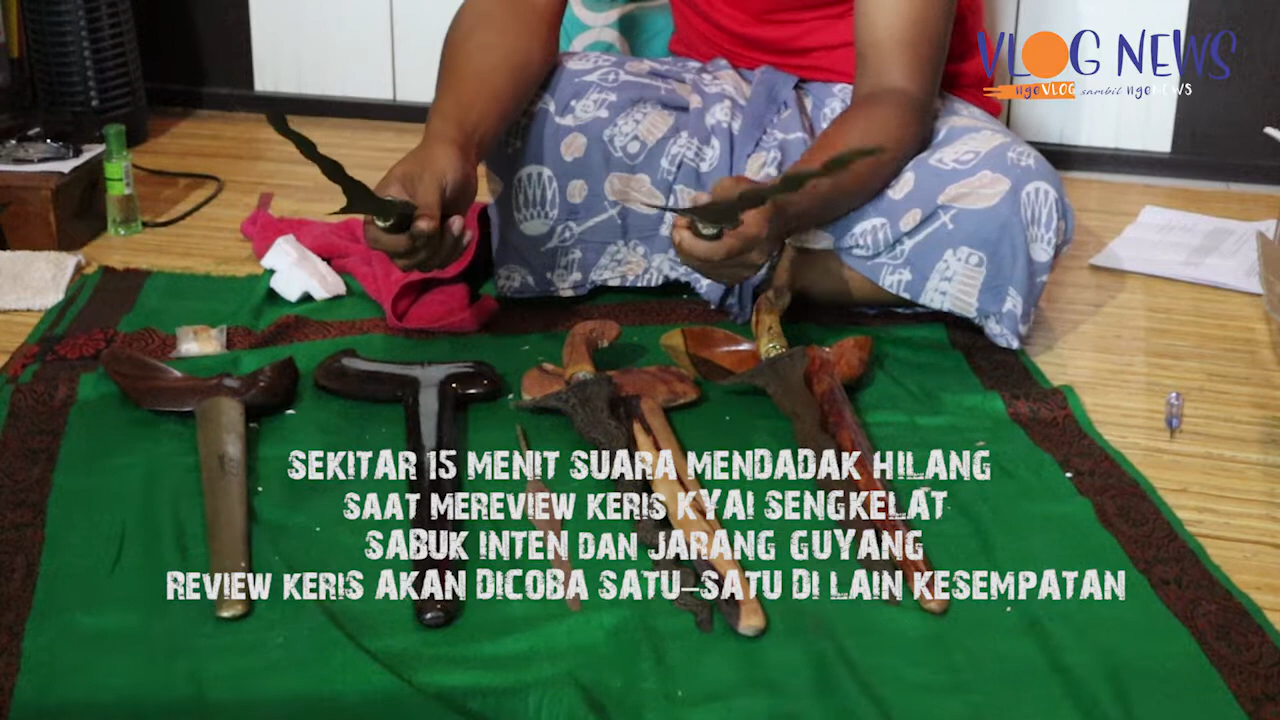 VLOG NEWS
ngoVLOG sambil ngoNEWS
SEKITAR 15 MENIT SUARA MENDADAK HILANG
SAAT MEREVIEW KERIS KYAI SENGKELAT
SABUK INTEN DAN JARANG GUYANG
REVIEW KERIS AKAN DICOBA SATU-SATU DI LAIN KESEMPATAN